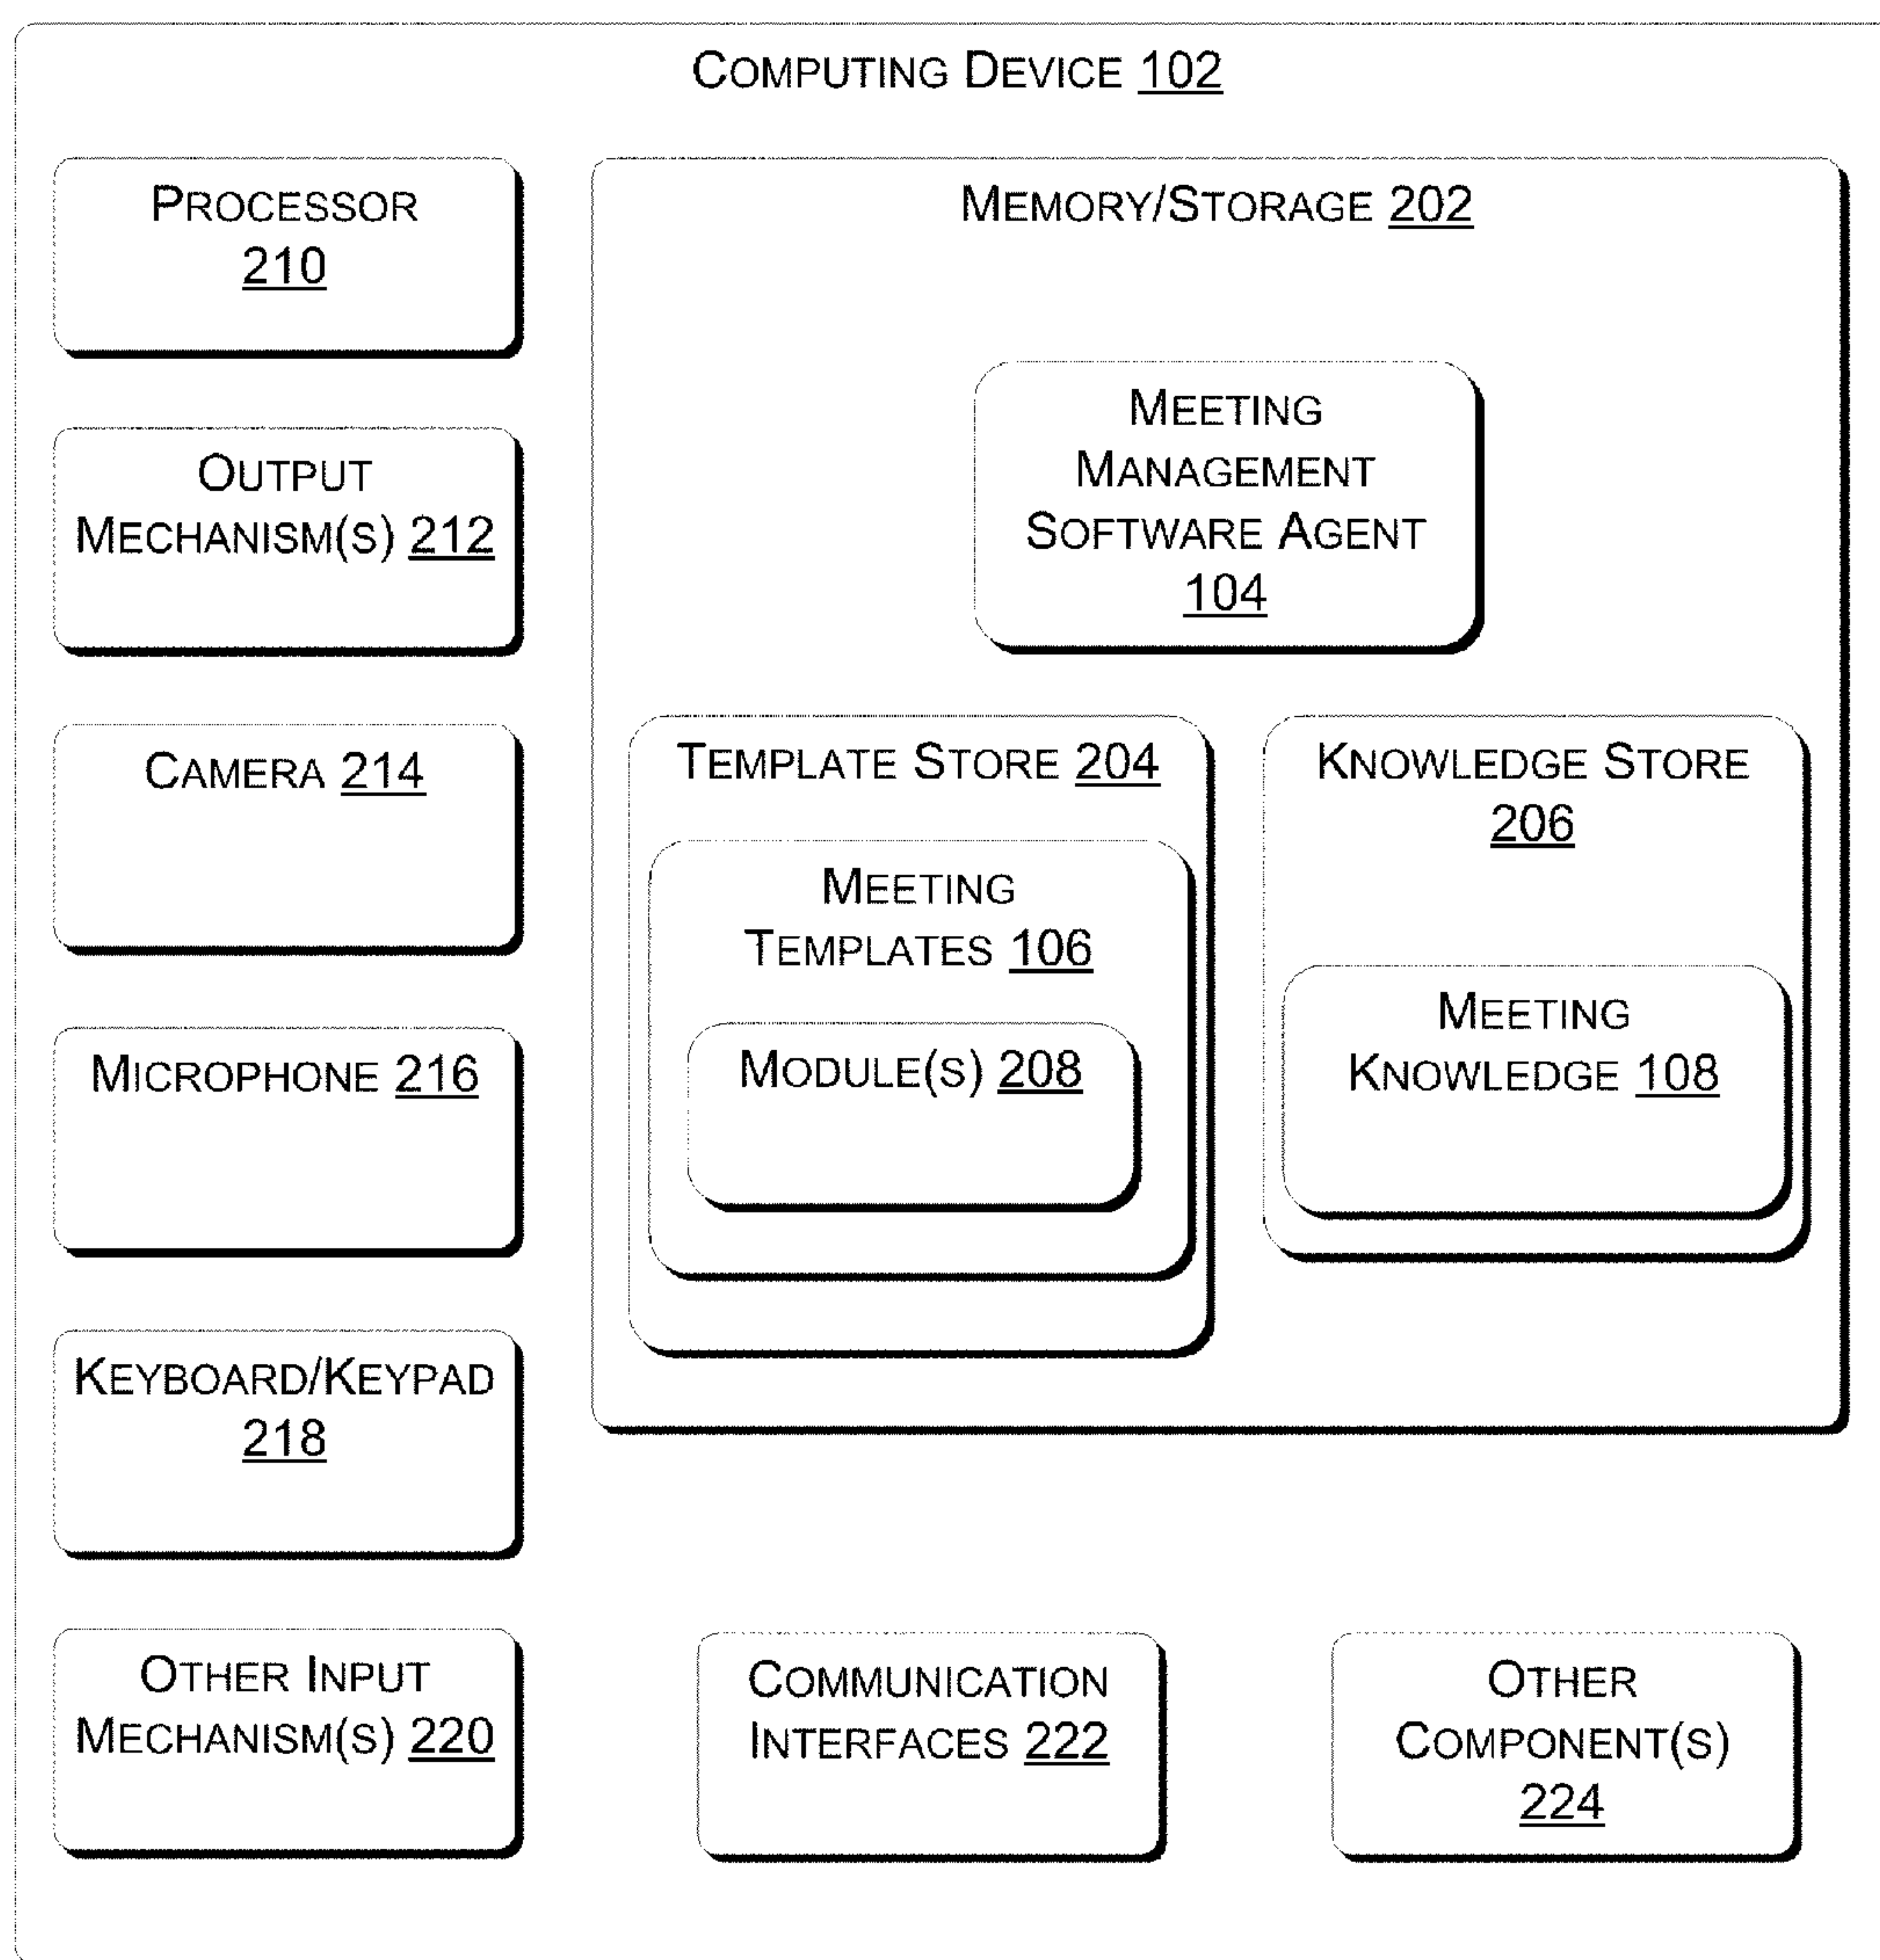 COMPUTING DEVICE 102
PROCESSOR
210
OUTPUT
MECHANISM(S) 212
CAMERA 214
MICROPHONE 216
KEYBOARD/KEYPAD
218
OTHER INPUT
MECHANISM(S) 220
MEMORY/STORAGE 202
MEETING
MANAGEMENT
SOFTWARE AGENT
104
TEMPLATE STORE 204
MEETING
TEMPLATES 106
MODULE(S) 208
KNOWLEDGE STORE
206
MEETING
KNOWLEDGE 108
COMMUNICATION
INTERFACES 222
OTHER
COMPONENT(S)
224